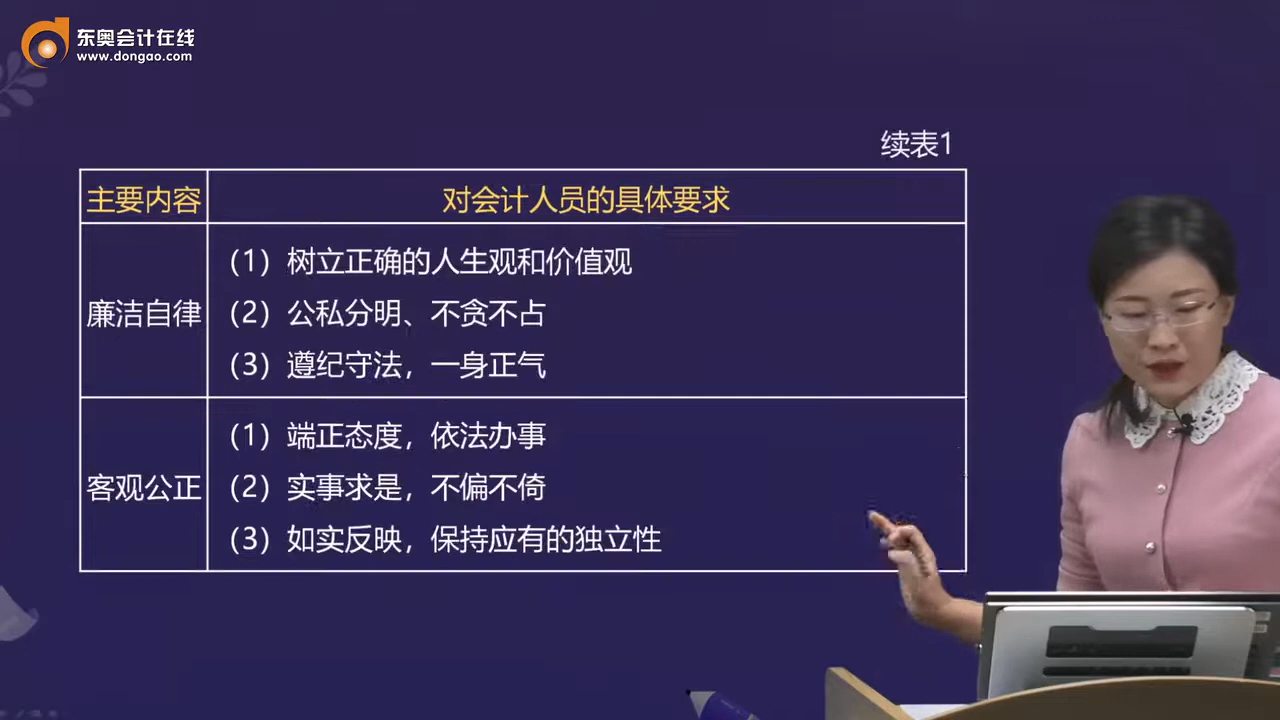 东奥会计在线
www.dongao.com
续表1
主要内容
对会计人员的具体要求
廉洁自律
（1）树立正确的人生观和价值观
（2）公私分明、不贪不占
（3）遵纪守法，一身正气
客观公正
（1）端正态度，依法办事
（2）实事求是，不偏不倚
（3）如实反映，保持应有的独立性